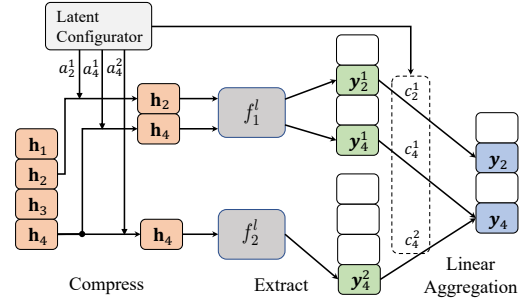 Latent
Configurator
a_2^1 a_4^1 a_4^2
h_1
h_2
h_3
h_4
h_2
h_4
h_4
f_1^l
f_2^l
y_2^1
y_4^1
y_4^2
c_2^1
c_4^1
c_4^2
y_2
y_4
Compress
Extract
Linear
Aggregation